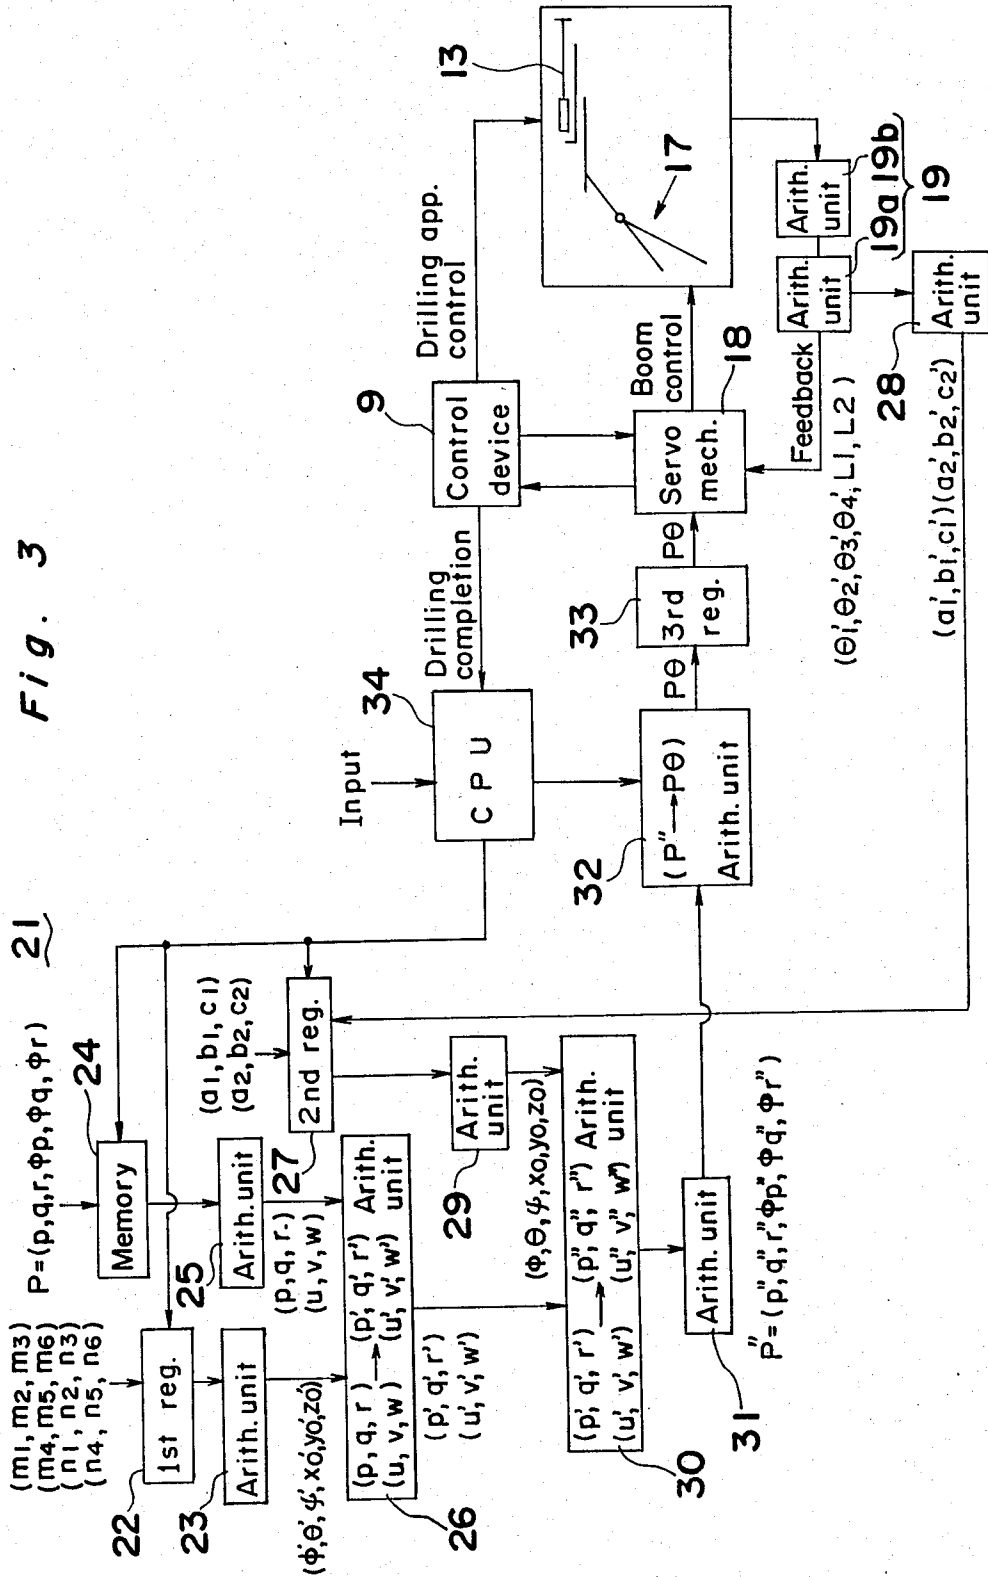 Fig. 3
21
(m1, m2, m3)
(m4, m5, m6)
(n1, n2, n3)
(n4, n5, n6)
22
1st reg.
23
Arith. unit
(ϕ', θ', ψ', xo', yo', zo')
P=(p, q, r, ϕp, ϕq, ϕr)
24
Memory
25
Arith. unit
(p, q, r)
(u, v, w)
(a1, b1, c1)
(a2, b2, c2)
27
2nd reg.
26
(p, q, r) → (p', q', r') Arith.
(u, v, w) (u', v', w') unit
(p', q', r')
(u', v', w')
29
Arith.
unit
(ϕ, θ, ψ, xo, yo, zo)
30
(p', q', r') → (p", q", r") Arith.
(u', v', w') (u", v", w") unit
31
Arith. unit
P"=(p", q", r", ϕp", ϕq", ϕr")
Input
34
C P U
Drilling
completion
9
Control
device
Drilling app.
control
13
17
32
(P" → Pθ)
Arith. unit
Pθ
33
3rd
reg.
Pθ
18
Servo
mech.
Boom
control
Feedback
(θ1', θ2', θ3', θ4', L1, L2)
Arith.
unit
19a
Arith.
unit
19b
19
28
Arith.
unit
(a1', b1', c1') (a2', b2', c2')